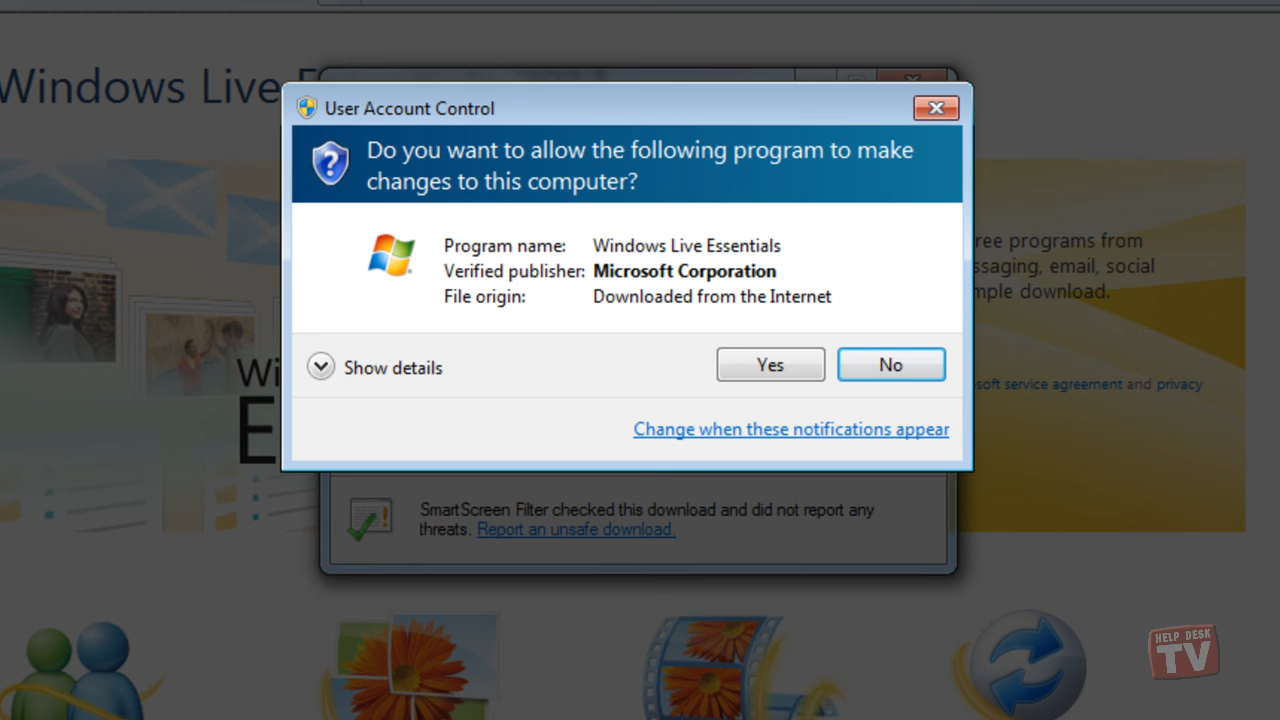 Windows Live
User Account Control
Do you want to allow the following program to make
changes to this computer?
Program name: Windows Live Essentials
Verified publisher: Microsoft Corporation
File origin: Downloaded from the Internet
ree programs from
ssaging, email, social
mple download.
Wi
E
Show details
Yes
No
soft service agreement and privacy
Change when these notifications appear
SmartScreen Filter checked this download and did not report any
threats. Report an unsafe download.
HELP DESK
TV